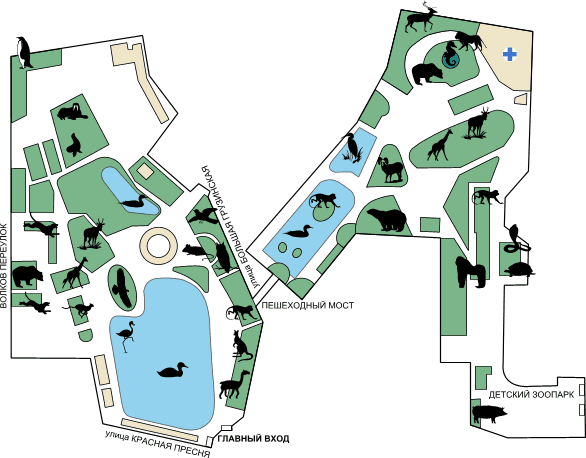 улица БОЛЬШАЯ ГРУЗИНСКАЯ
ВОЛКОВ ПЕРЕУЛОК
ПЕШЕХОДНЫЙ МОСТ
ДЕТСКИЙ ЗООПАРК
улица КРАСНАЯ ПРЕСНЯ
ГЛАВНЫЙ ВХОД